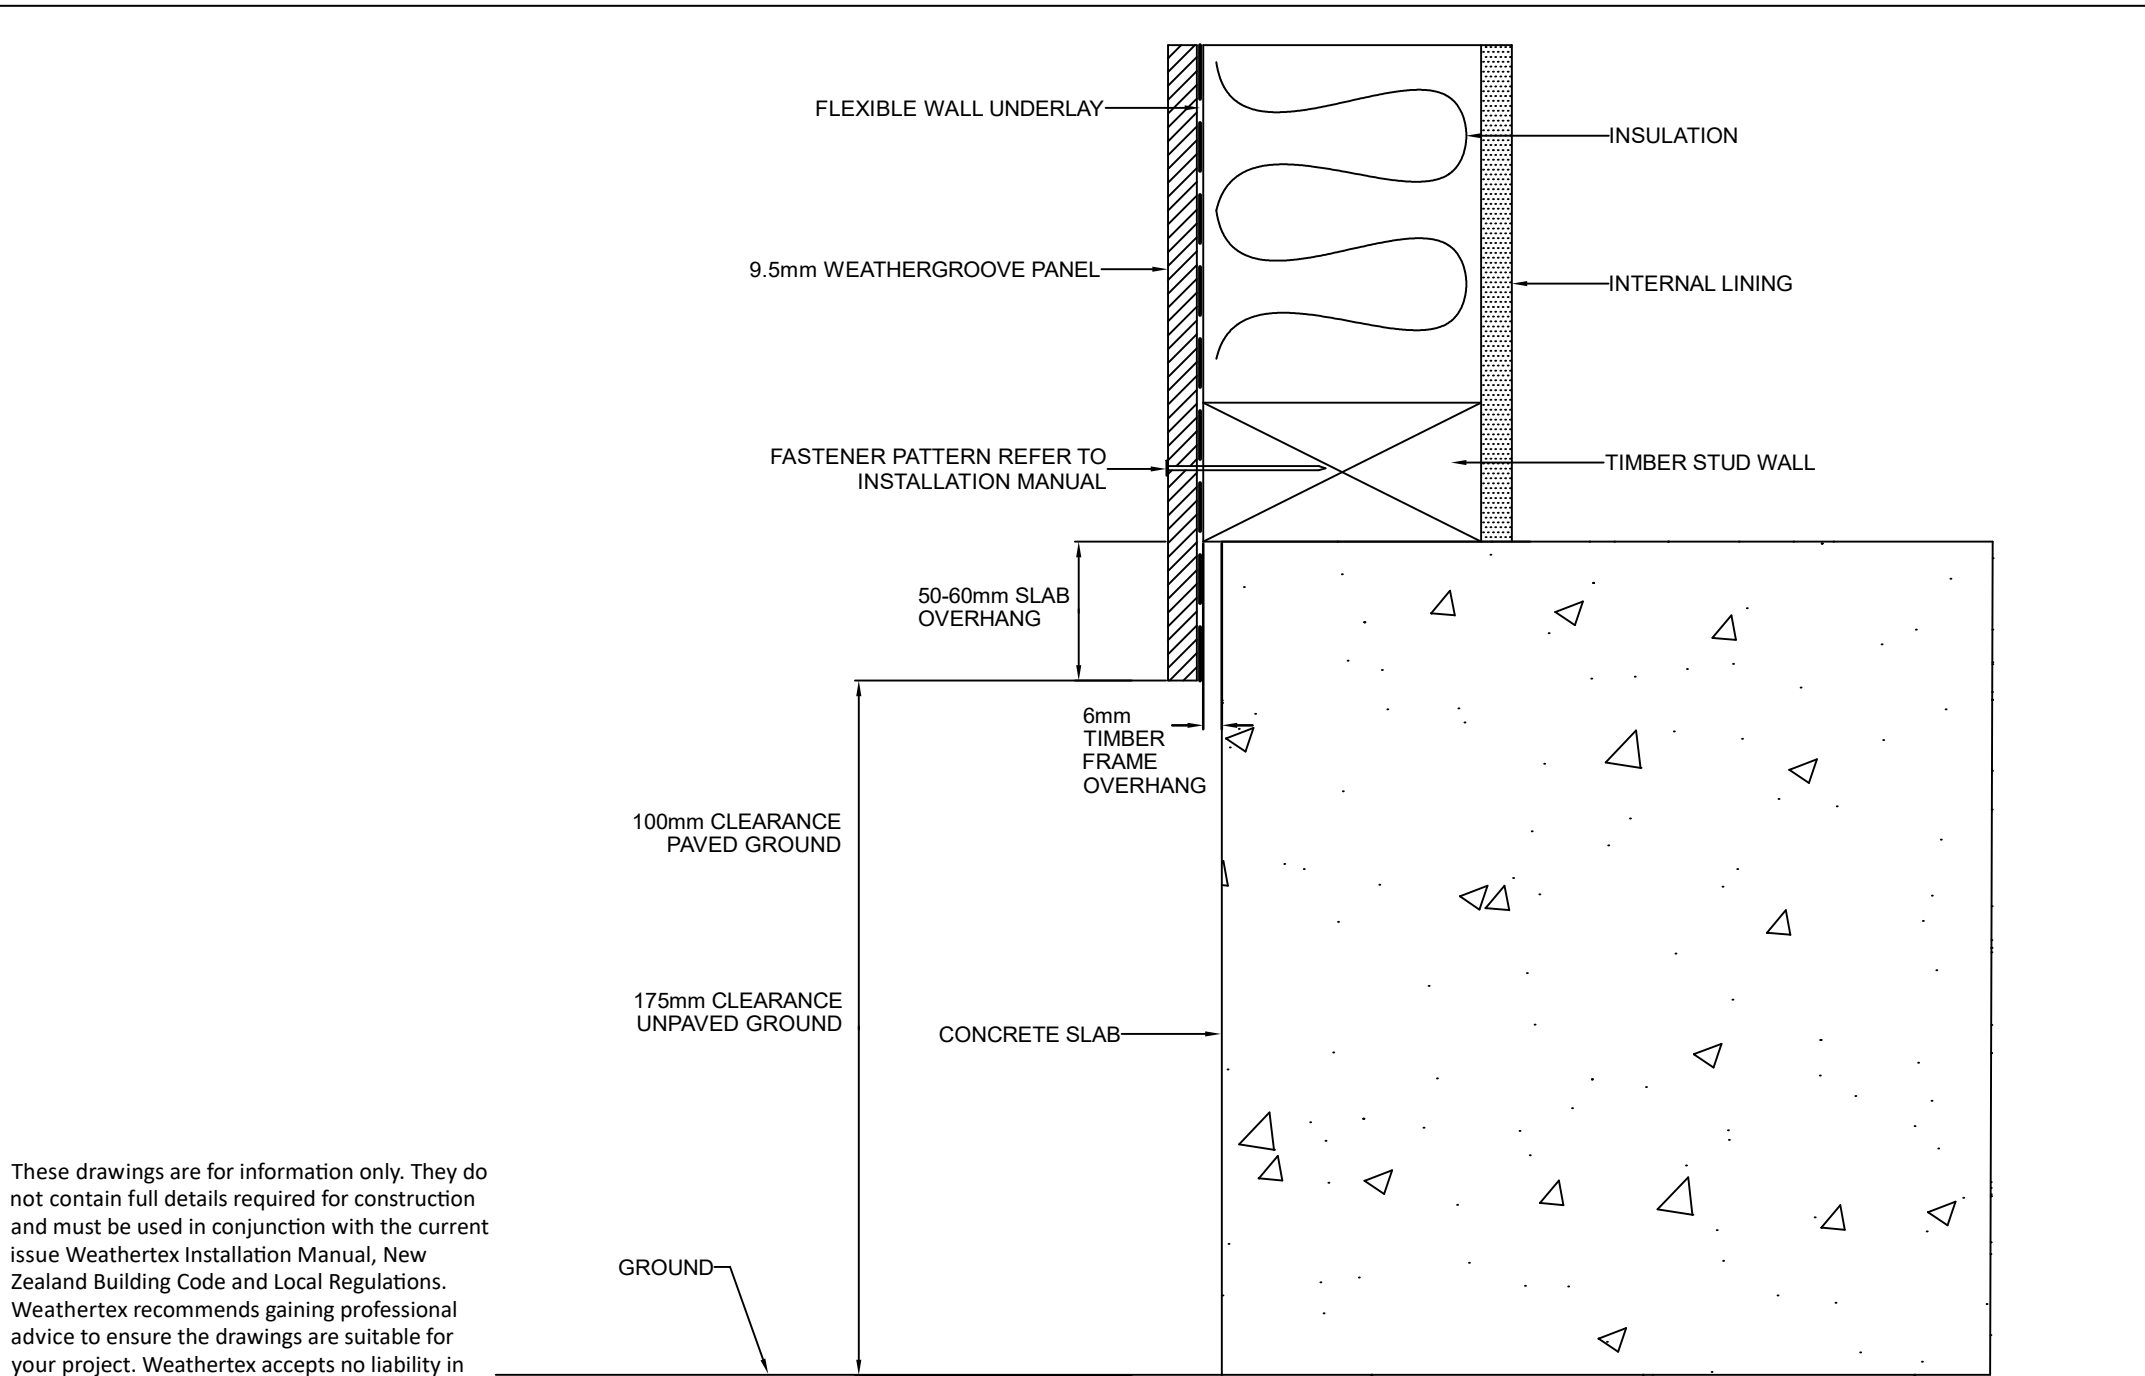 FLEXIBLE WALL UNDERLAY
INSULATION
9.5mm WEATHERGROOVE PANEL
INTERNAL LINING
FASTENER PATTERN REFER TO
INSTALLATION MANUAL
TIMBER STUD WALL
50-60mm SLAB
OVERHANG
6mm
TIMBER
FRAME
OVERHANG
100mm CLEARANCE
PAVED GROUND
175mm CLEARANCE
UNPAVED GROUND
CONCRETE SLAB
GROUND
These drawings are for information only. They do
not contain full details required for construction
and must be used in conjunction with the current
issue Weathertex Installation Manual, New
Zealand Building Code and Local Regulations.
Weathertex recommends gaining professional
advice to ensure the drawings are suitable for
your project. Weathertex accepts no liability in